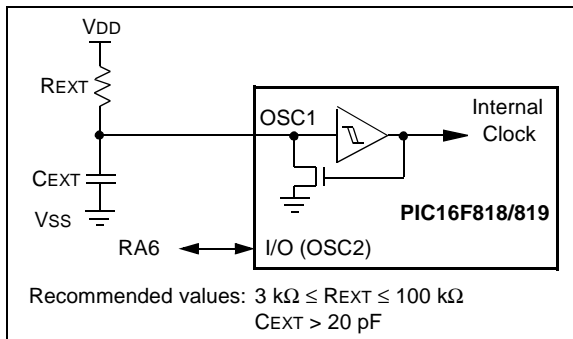 VDD
REXT
OSC1
Internal
Clock
CEXT
VSS
PIC16F818/819
RA6
I/O (OSC2)
Recommended values: 3 kΩ ≤ REXT ≤ 100 kΩ
CEXT > 20 pF